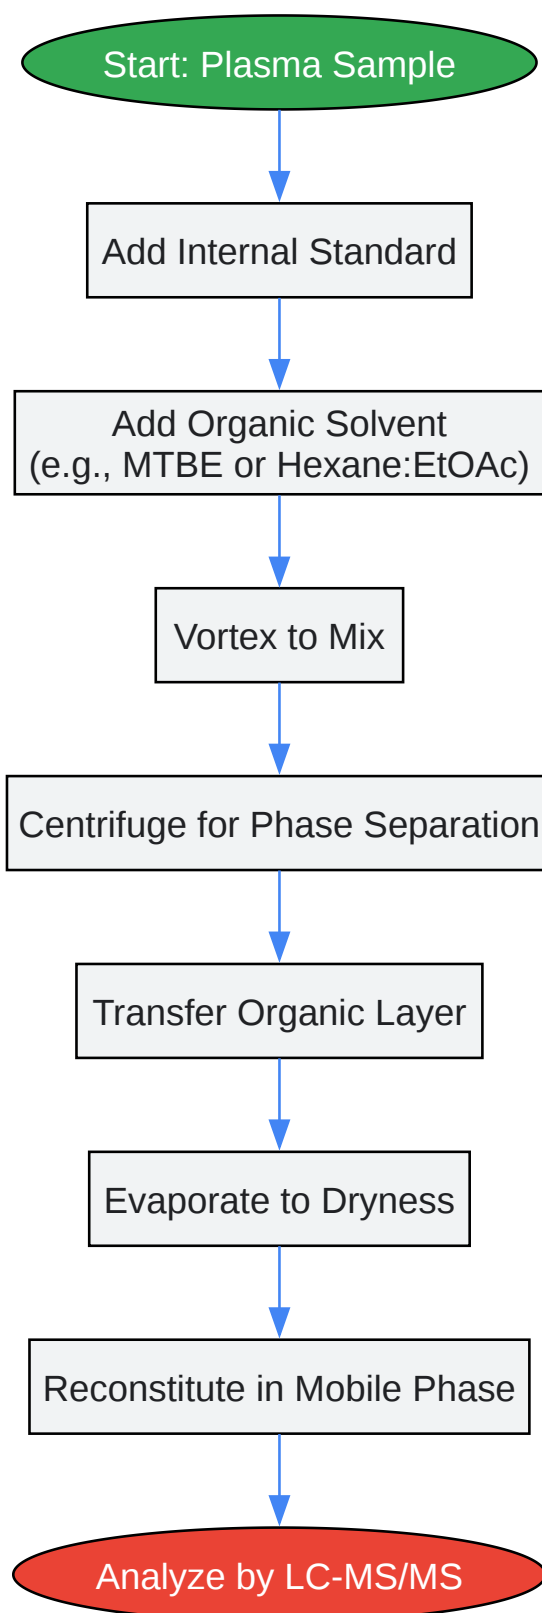 Start: Plasma Sample
Add Internal Standard
Add Organic Solvent
(e.g., MTBE or Hexane:EtOAc)
Vortex to Mix
Centrifuge for Phase Separation
Transfer Organic Layer
Evaporate to Dryness
Reconstitute in Mobile Phase
Analyze by LC-MS/MS